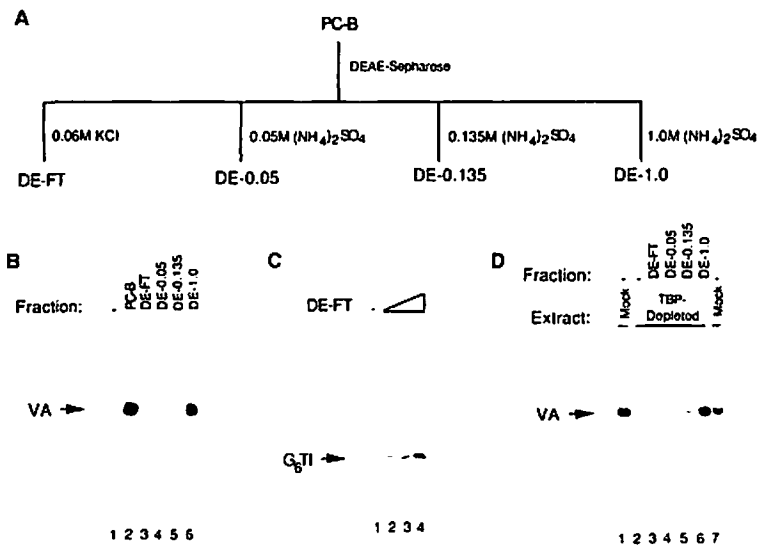 A
PC-B
DEAE-Sepharose
0.06M KCl
0.05M (NH4)2SO4
0.135M (NH4)2SO4
1.0M (NH4)2SO4
DE-FT
DE-0.05
DE-0.135
DE-1.0
B
Fraction:
-
PC-B
DE-FT
DE-0.05
DE-0.135
DE-1.0
VA
1 2 3 4 5 6
C
DE-FT
-
G6TI
1 2 3 4
D
Fraction:
-
-
DE-FT
DE-0.05
DE-0.135
DE-1.0
-
Extract:
Mock
TBP-
Depleted
Mock
VA
1 2 3 4 5 6 7